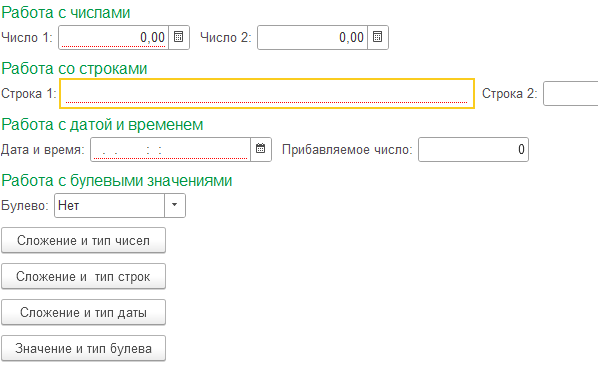 Работа с числами
Число 1: 0,00 Число 2: 0,00
Работа со строками
Строка 1: Строка 2:
Работа с датой и временем
Дата и время: . . : : Прибавляемое число: 0
Работа с булевыми значениями
Булево: Нет
Сложение и тип чисел
Сложение и тип строк
Сложение и тип даты
Значение и тип булева